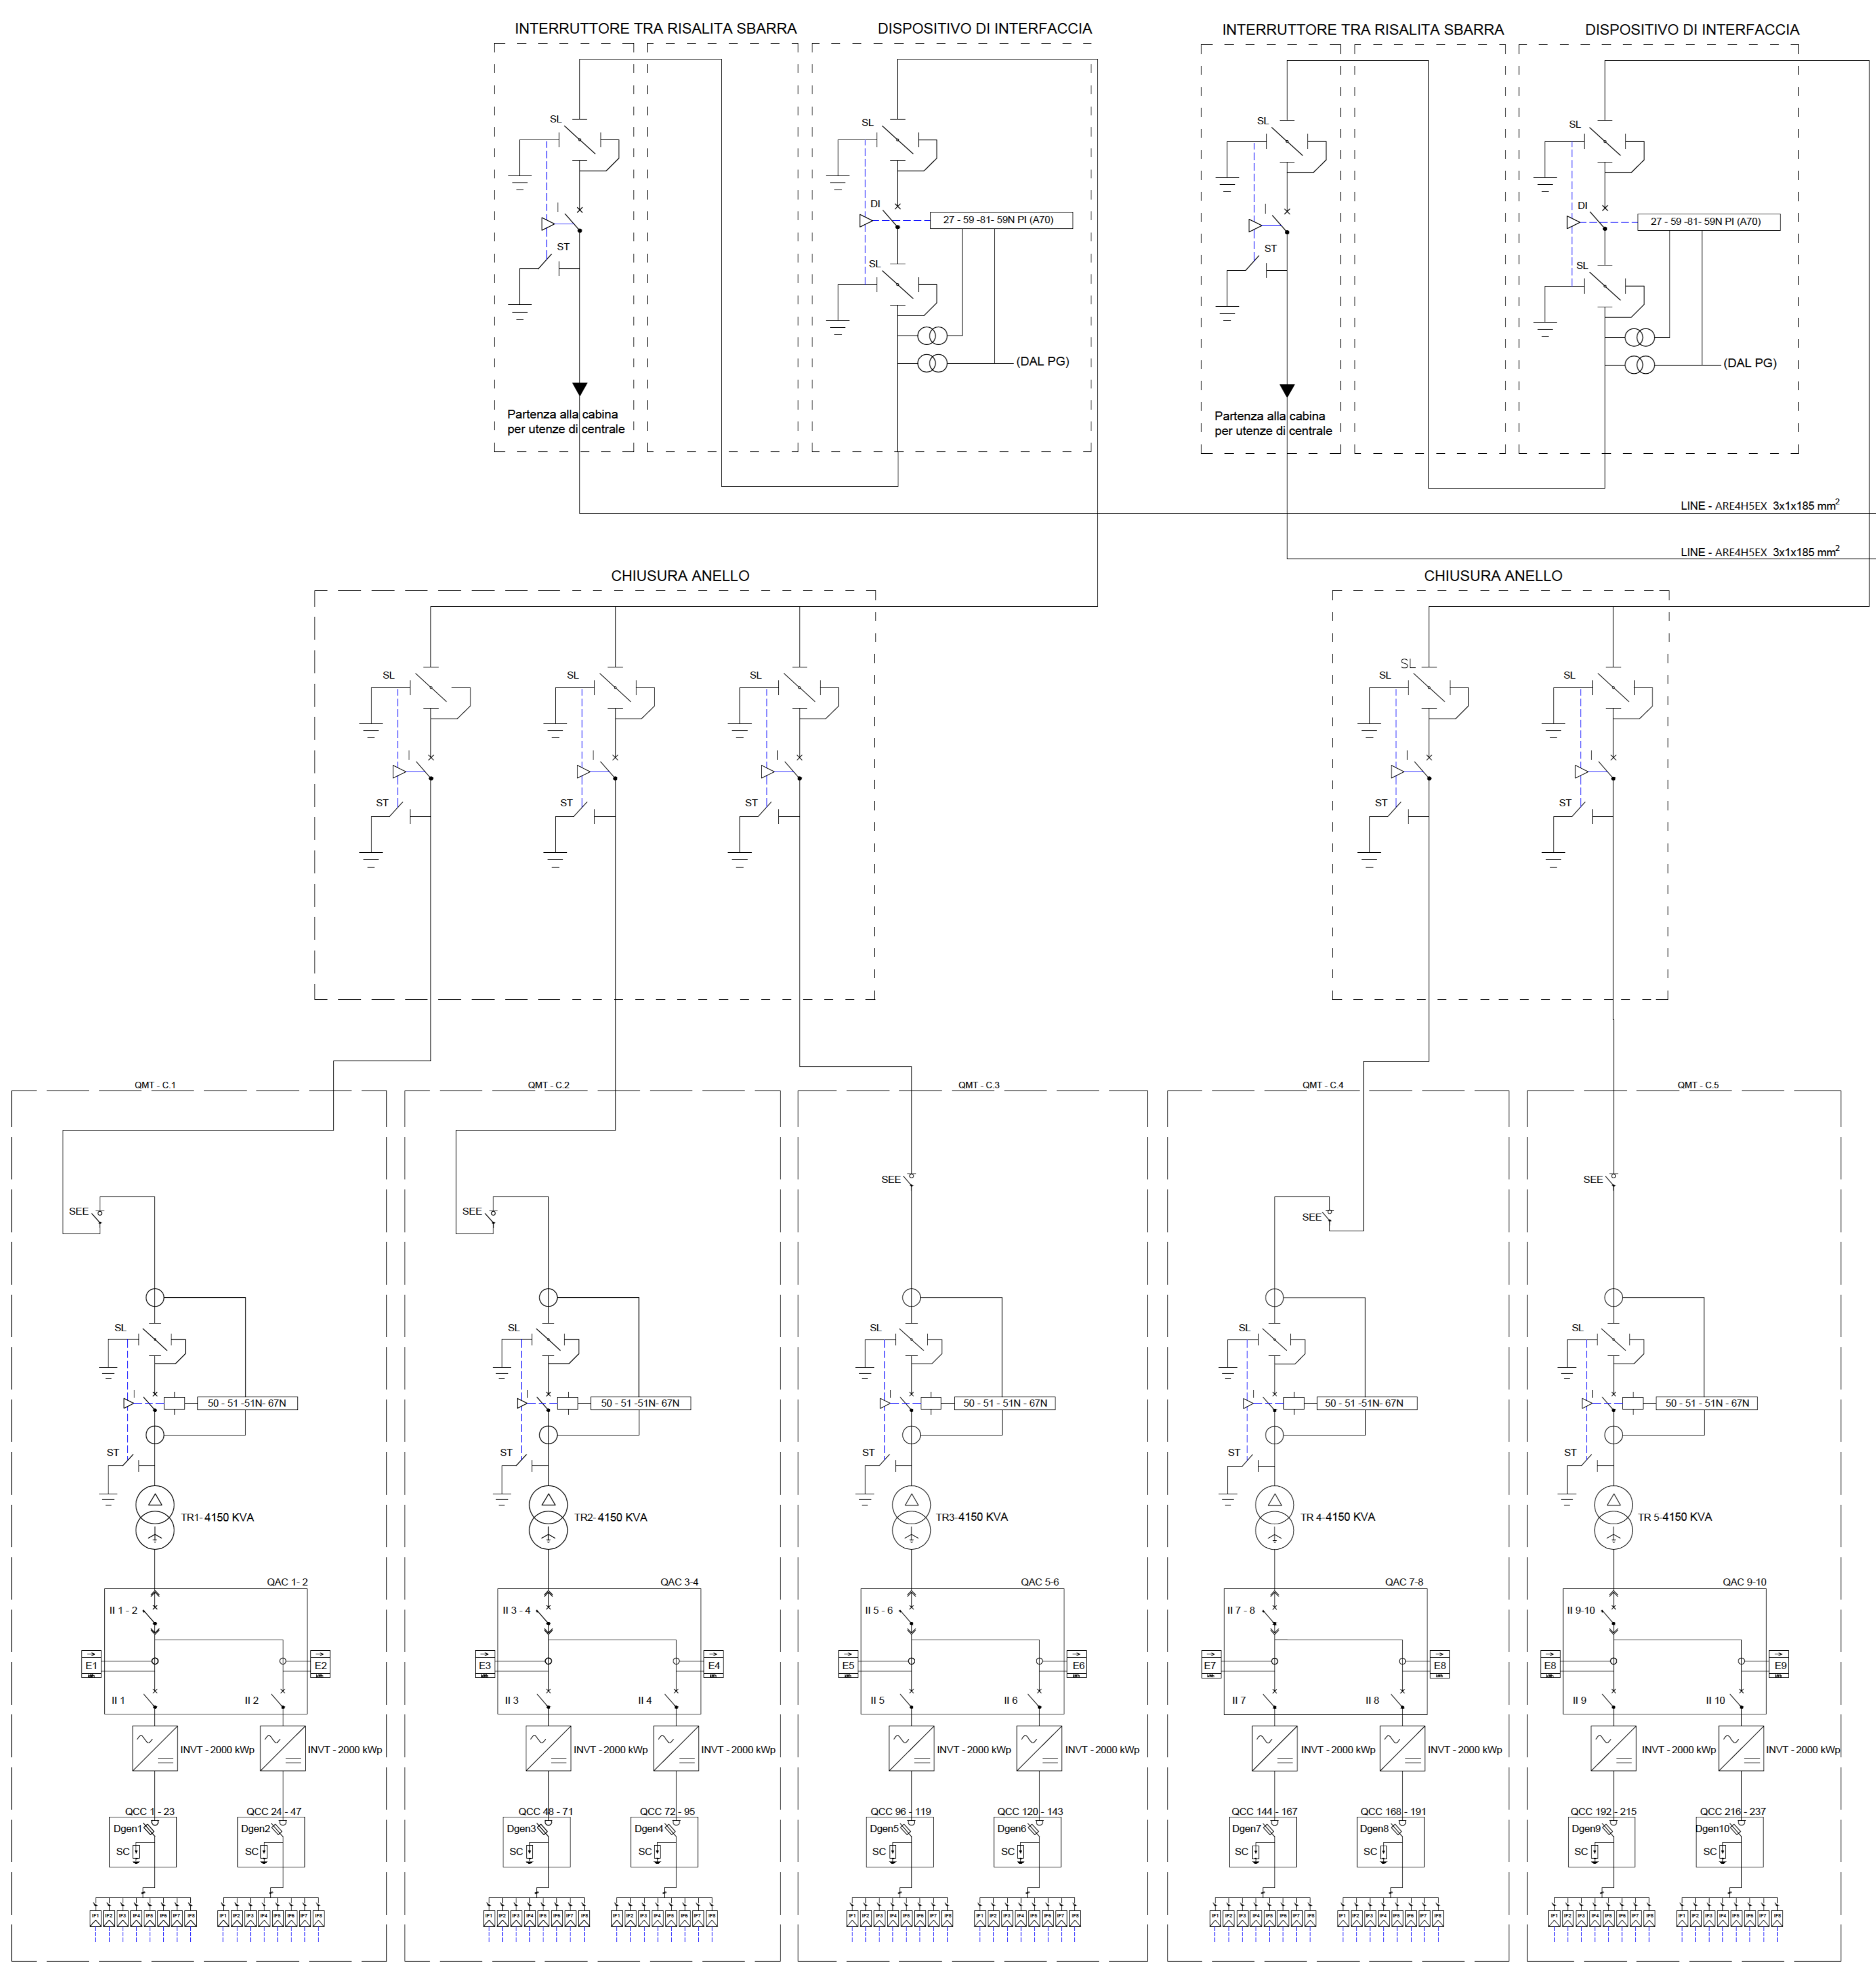 INTERRUTTORE TRA RISALITA SBARRA
DISPOSITIVO DI INTERFACCIA
INTERRUTTORE TRA RISALITA SBARRA
DISPOSITIVO DI INTERFACCIA
SL
SL
SL
SL
I
DI
27 - 59 -81- 59N PI (A70)
I
DI
27 - 59 -81- 59N PI (A70)
ST
SL
ST
SL
(DAL PG)
(DAL PG)
Partenza alla cabina
per utenze di centrale
Partenza alla cabina
per utenze di centrale
LINE - ARE4H5EX 3x1x185 mm²
LINE - ARE4H5EX 3x1x185 mm²
CHIUSURA ANELLO
CHIUSURA ANELLO
SL
SL
SL
SL
SL
SL
I
I
I
I
I
ST
ST
ST
ST
ST
QMT - C.1
QMT - C.2
QMT - C.3
QMT - C.4
QMT - C.5
SEE
SEE
SEE
SEE
SEE
SL
SL
SL
SL
SL
I
50 - 51 -51N- 67N
I
50 - 51 -51N- 67N
I
50 - 51 - 51N - 67N
I
50 - 51 -51N- 67N
I
50 - 51 - 51N - 67N
ST
ST
ST
ST
ST
TR1- 4150 KVA
TR2- 4150 KVA
TR3-4150 KVA
TR 4-4150 KVA
TR 5-4150 KVA
QAC 1- 2
QAC 3-4
QAC 5-6
QAC 7-8
QAC 9-10
II 1 - 2
II 3 - 4
II 5 - 6
II 7 - 8
II 9-10
E1
E2
E3
E4
E5
E6
E7
E8
E8
E9
II 1
II 2
II 3
II 4
II 5
II 6
II 7
II 8
II 9
II 10
INVT - 2000 kWp
INVT - 2000 kWp
INVT - 2000 kWp
INVT - 2000 kWp
INVT - 2000 kWp
INVT - 2000 kWp
INVT - 2000 kWp
INVT - 2000 kWp
INVT - 2000 kWp
INVT - 2000 kWp
QCC 1 - 23
QCC 24 - 47
QCC 48 - 71
QCC 72 - 95
QCC 96 - 119
QCC 120 - 143
QCC 144 - 167
QCC 168 - 191
QCC 192 - 215
QCC 216 - 237
Dgen1
Dgen2
Dgen3
Dgen4
Dgen5
Dgen6
Dgen7
Dgen8
Dgen9
Dgen10
SC
SC
SC
SC
SC
SC
SC
SC
SC
SC